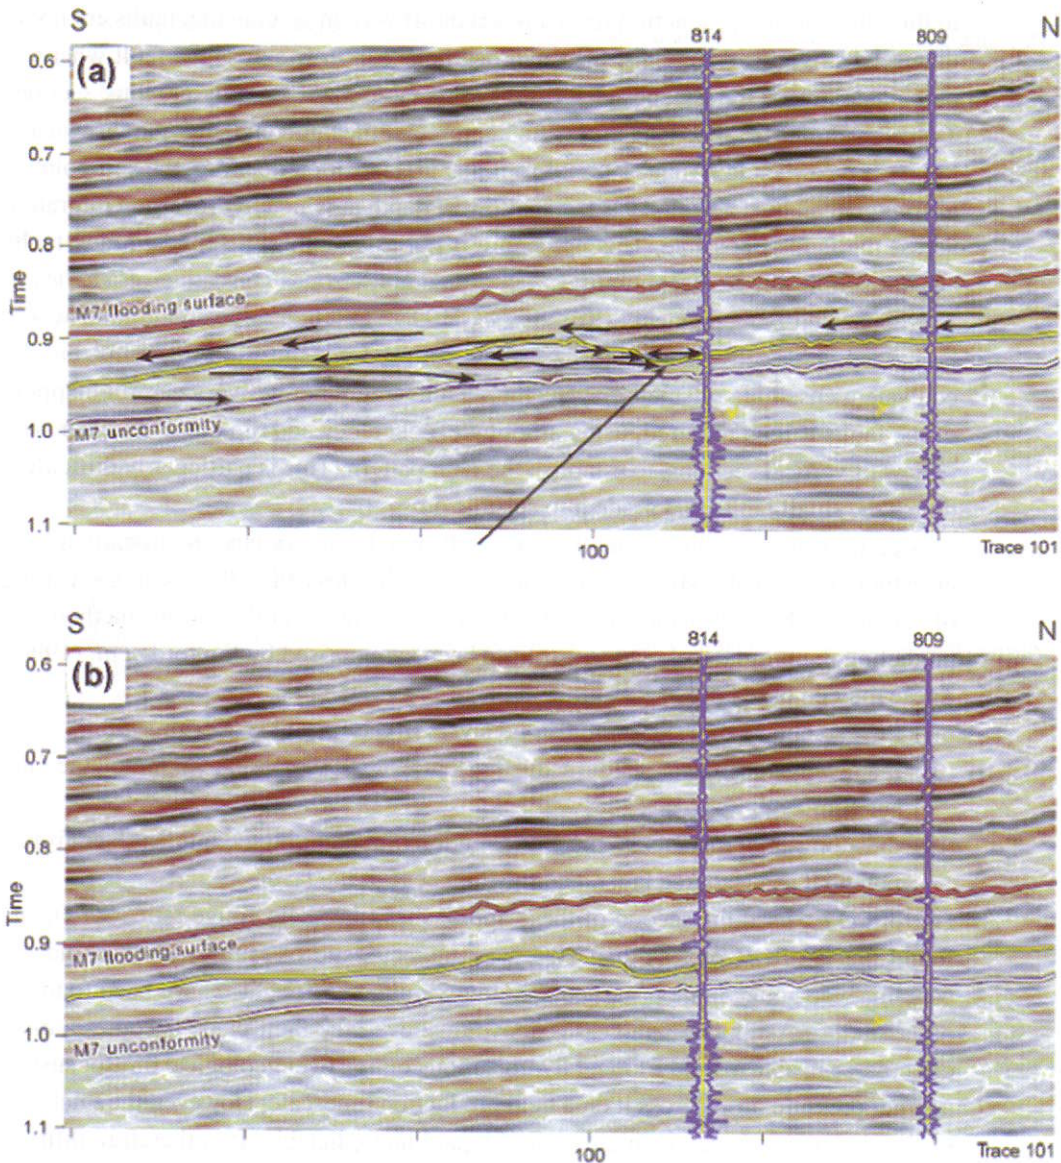 S 814 809 N
(a)
0.6
0.7
0.8
Time
M7 flooding surface
0.9
1.0
M7 unconformity
1.1
100 Trace 101
S 814 809 N
(b)
0.6
0.7
0.8
Time
0.9
M7 flooding surface
1.0
M7 unconformity
1.1
100 Trace 101